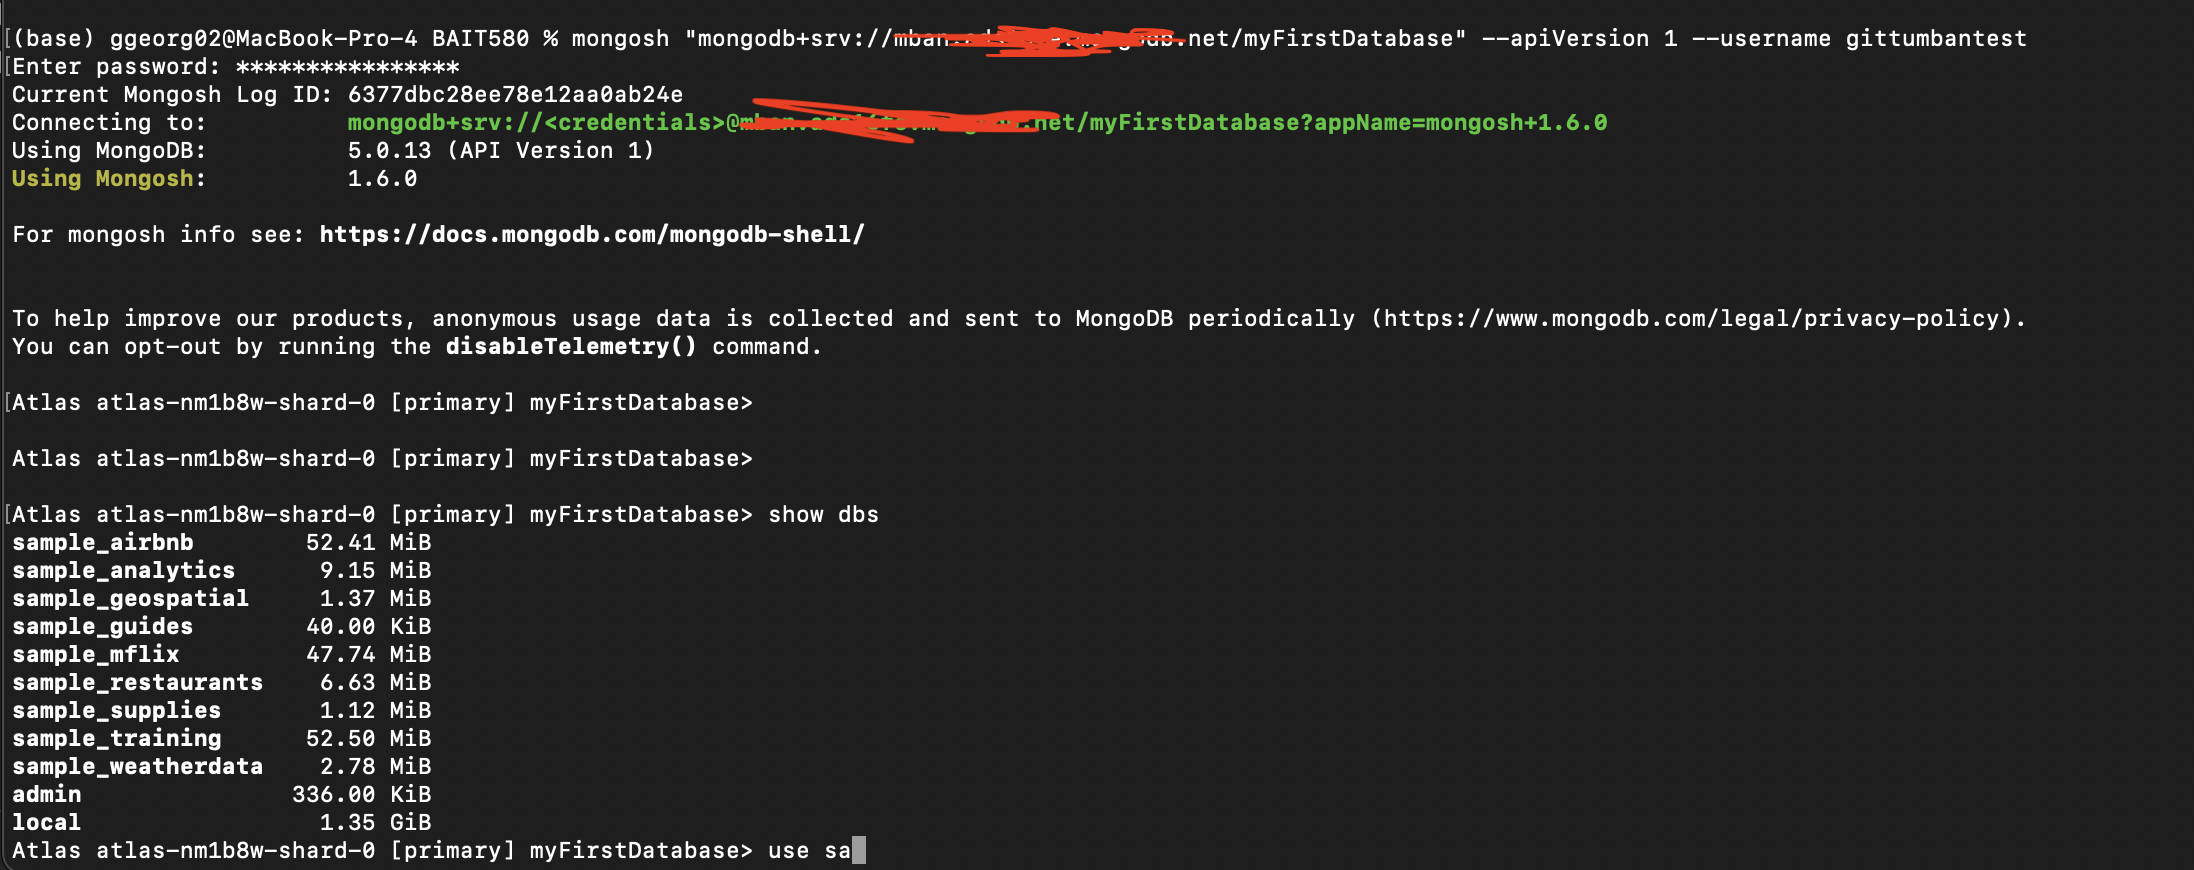 (base) ggeorg02@MacBook-Pro-4 BAIT580 % mongosh "mongodb+srv:// .net/myFirstDatabase" --apiVersion 1 --username gittumbantest
Enter password: ****************
Current Mongosh Log ID: 6377dbc28ee78e12aa0ab24e
Connecting to: mongodb+srv://<credentials>@ .net/myFirstDatabase?appName=mongosh+1.6.0
Using MongoDB: 5.0.13 (API Version 1)
Using Mongosh: 1.6.0
For mongosh info see: https://docs.mongodb.com/mongodb-shell/
To help improve our products, anonymous usage data is collected and sent to MongoDB periodically (https://www.mongodb.com/legal/privacy-policy).
You can opt-out by running the disableTelemetry() command.
Atlas atlas-nm1b8w-shard-0 [primary] myFirstDatabase>
Atlas atlas-nm1b8w-shard-0 [primary] myFirstDatabase>
Atlas atlas-nm1b8w-shard-0 [primary] myFirstDatabase> show dbs
sample_airbnb 52.41 MiB
sample_analytics 9.15 MiB
sample_geospatial 1.37 MiB
sample_guides 40.00 KiB
sample_mflix 47.74 MiB
sample_restaurants 6.63 MiB
sample_supplies 1.12 MiB
sample_training 52.50 MiB
sample_weatherdata 2.78 MiB
admin 336.00 KiB
local 1.35 GiB
Atlas atlas-nm1b8w-shard-0 [primary] myFirstDatabase> use sa